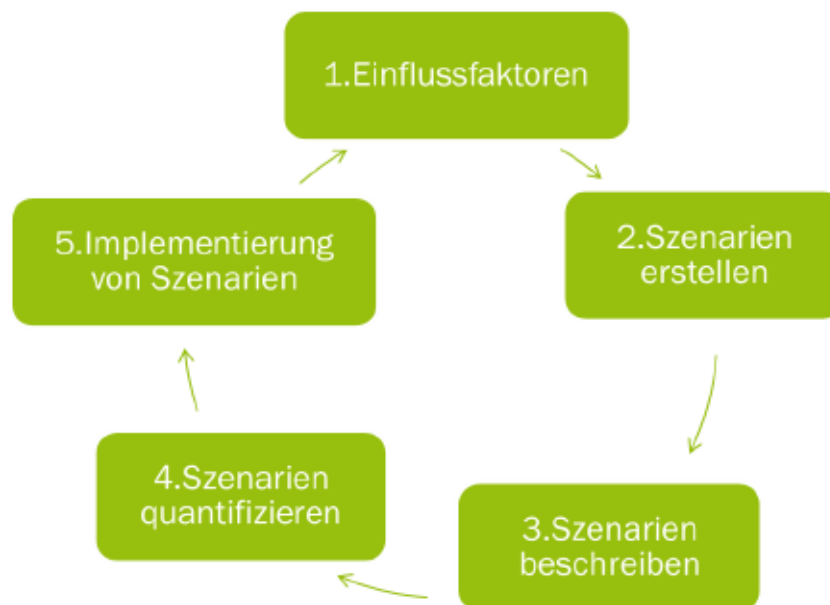 1.Einflussfaktoren
2.Szenarien
erstellen
3.Szenarien
beschreiben
4.Szenarien
quantifizieren
5.Implementierung
von Szenarien